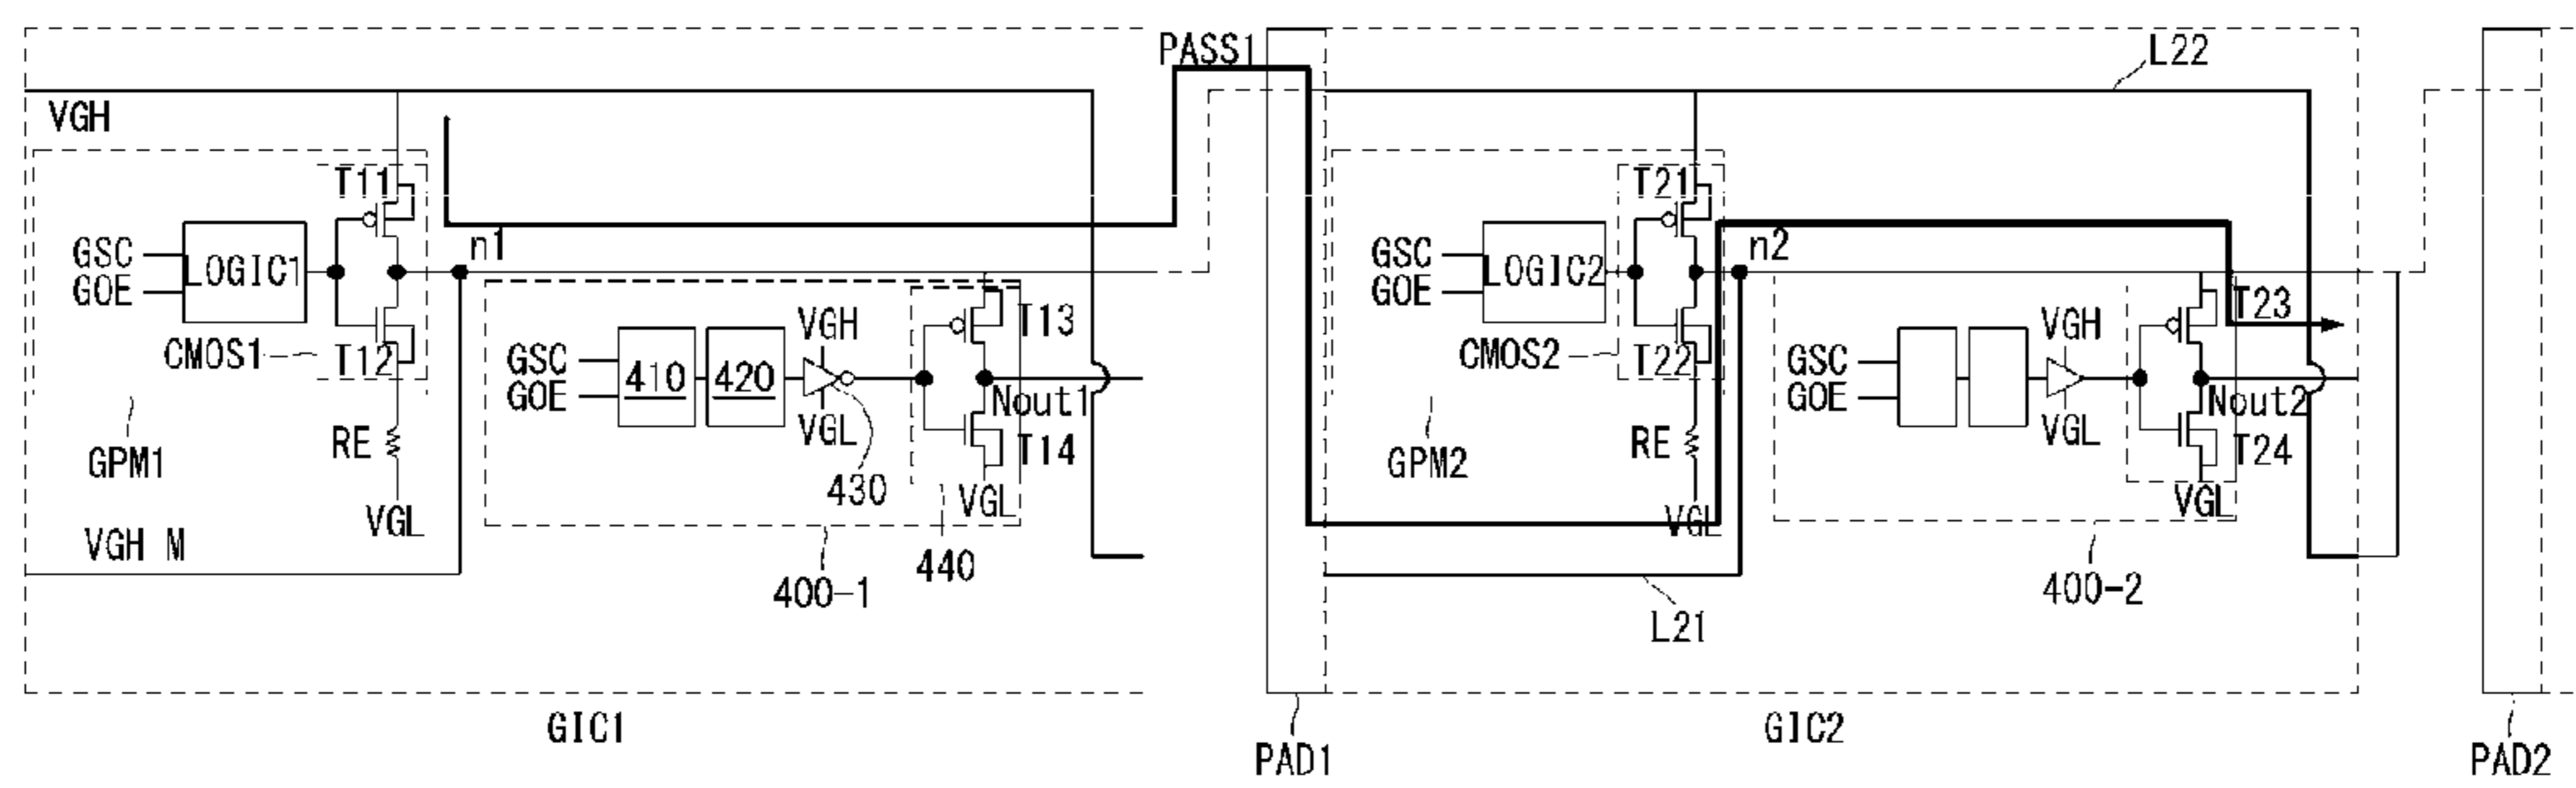 PASS1
L22
VGH
T11
n1
GSC
LOGIC1
GOE
CMOS1
T12
RE
GPM1
VGL
VGH M
T13
VGH
GSC
410
420
GOE
Nout1
VGL
T14
430
VGL
440
400-1
GIC1
PAD1
T21
n2
GSC
LOGIC2
GOE
CMOS2
T22
RE
GPM2
VGL
L21
T23
VGH
GSC
GOE
Nout2
VGL
T24
VGL
400-2
GIC2
PAD2